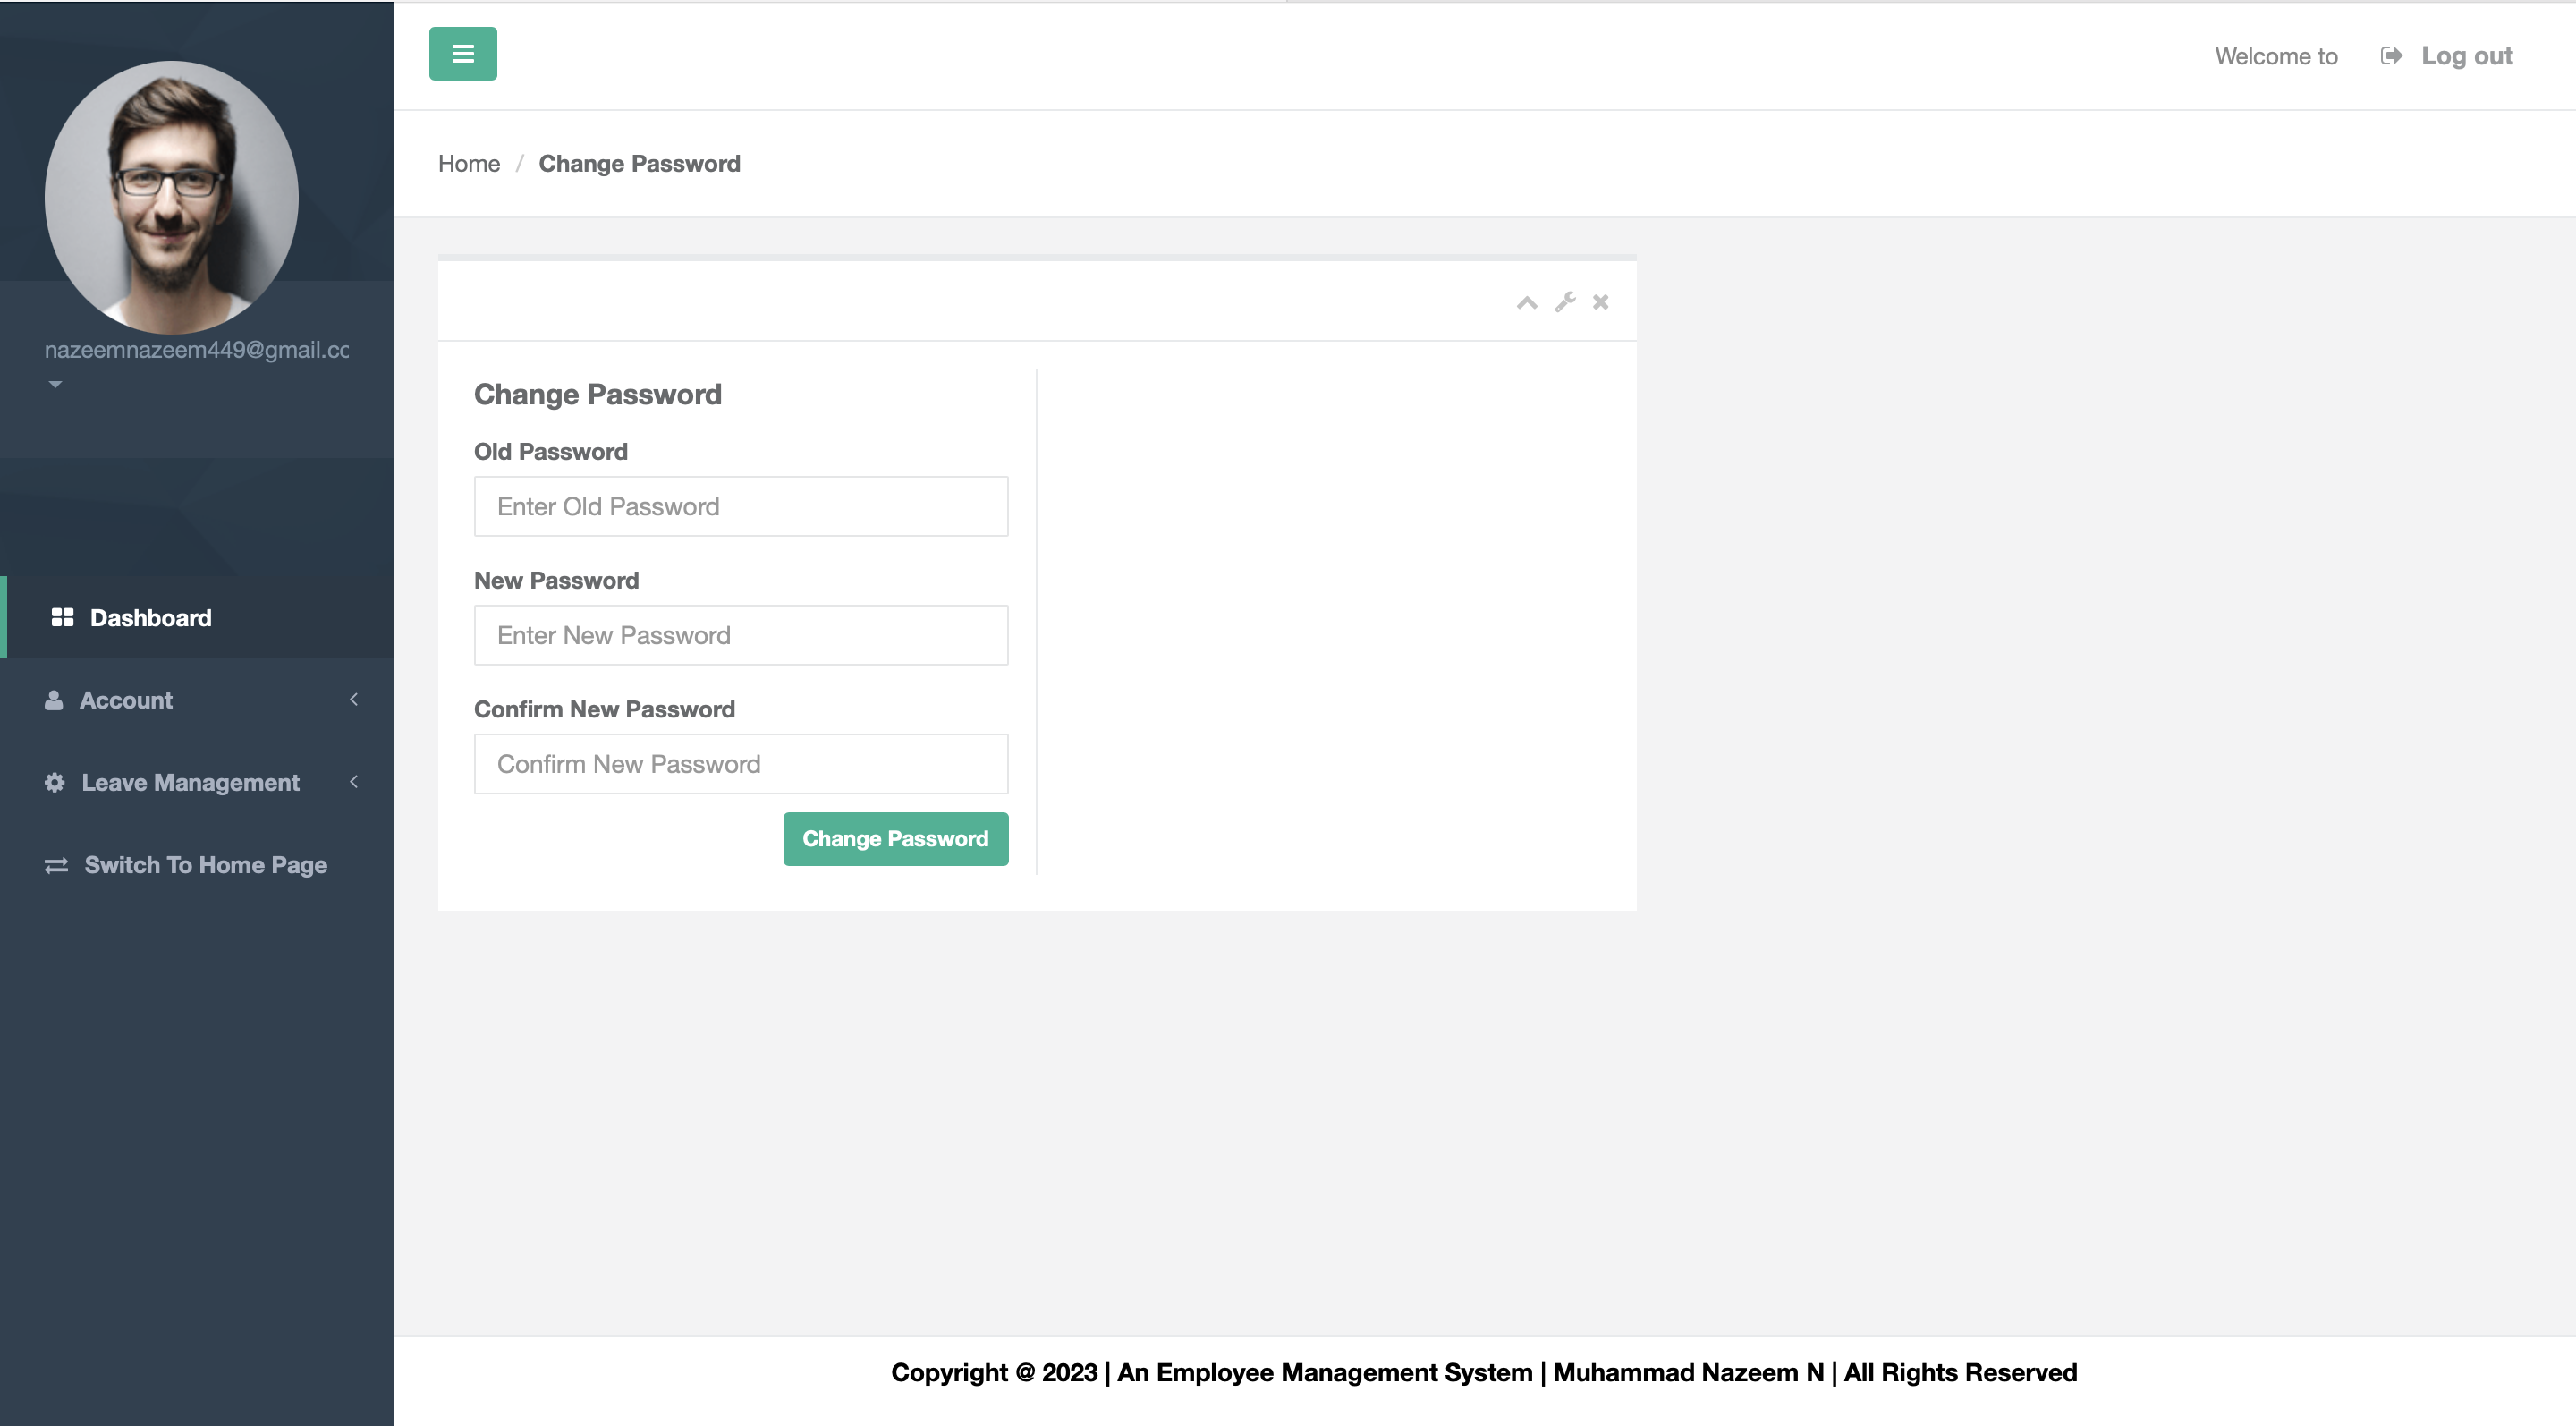 Welcome to
Log out
Home / Change Password
nazeemnazeem449@gmail.cc
Change Password
Old Password
Enter Old Password
New Password
Enter New Password
Confirm New Password
Confirm New Password
Change Password
Dashboard
Account
Leave Management
Switch To Home Page
Copyright @ 2023 | An Employee Management System | Muhammad Nazeem N | All Rights Reserved